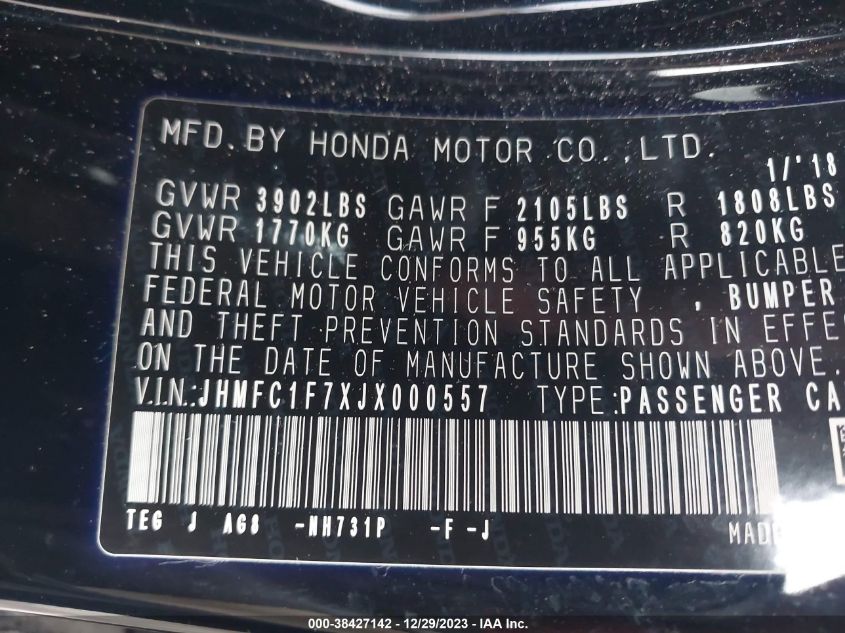 MFD. BY HONDA MOTOR CO., LTD. 1/'18
GVWR 3902LBS GAWR F 2105LBS R 1808LBS
GVWR 1770KG GAWR F 955KG R 820KG
THIS VEHICLE CONFORMS TO ALL APPLICABLE
FEDERAL MOTOR VEHICLE SAFETY , BUMPER
AND THEFT PREVENTION STANDARDS IN EFFEC
ON THE DATE OF MANUFACTURE SHOWN ABOVE.
V.I.N.:JHMFC1F7XJX000557 TYPE:PASSENGER CA
TEG J AG8 -NH731P -F -J MADE
000-38427142 - 12/29/2023 - IAA Inc.